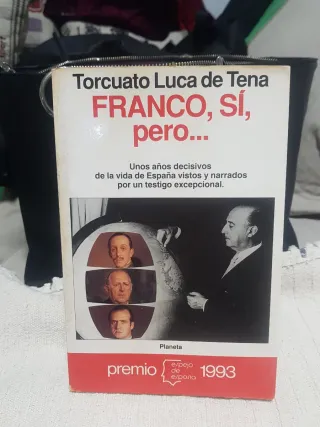 Torcuato Luca de Tena
FRANCO, SÍ,
pero...
Unos años decisivos
de la vida de España vistos y narrados
por un testigo excepcional.
Planeta
premio espejo de españa 1993